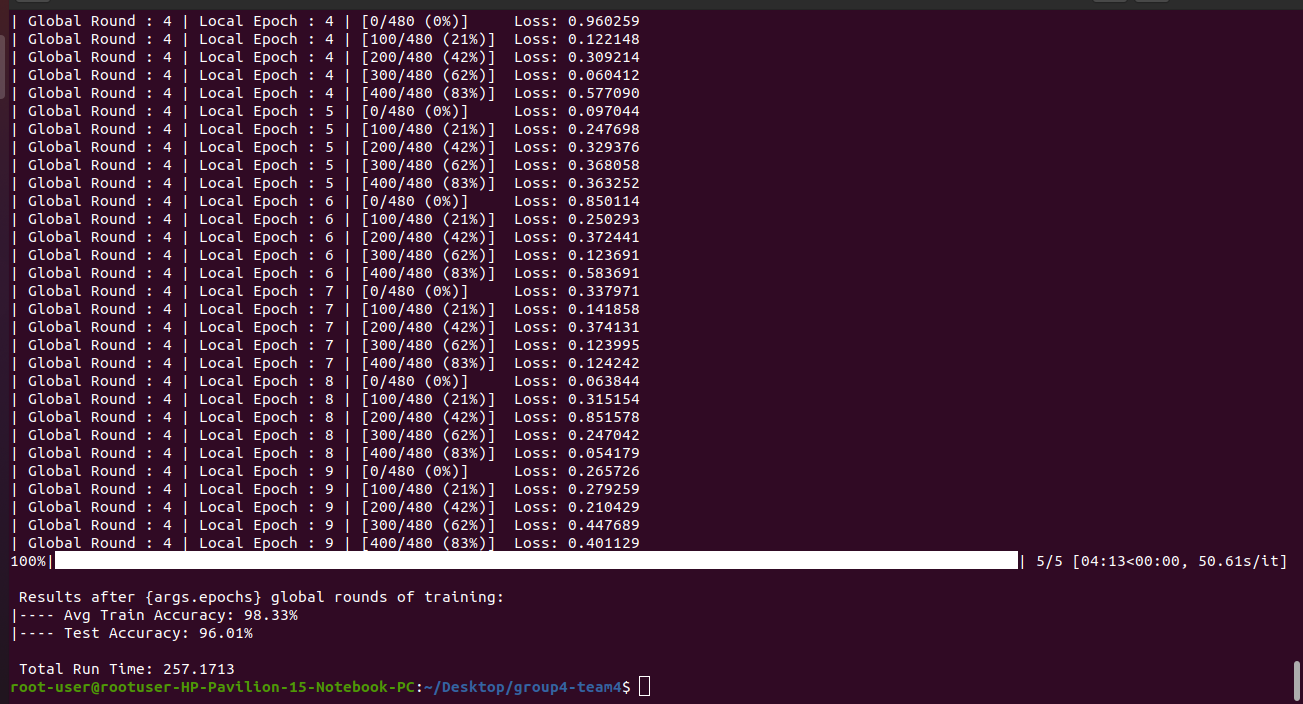 | Global Round : 4 | Local Epoch : 4 | [0/480 (0%)]     Loss: 0.960259
| Global Round : 4 | Local Epoch : 4 | [100/480 (21%)]  Loss: 0.122148
| Global Round : 4 | Local Epoch : 4 | [200/480 (42%)]  Loss: 0.309214
| Global Round : 4 | Local Epoch : 4 | [300/480 (62%)]  Loss: 0.060412
| Global Round : 4 | Local Epoch : 4 | [400/480 (83%)]  Loss: 0.577090
| Global Round : 4 | Local Epoch : 5 | [0/480 (0%)]     Loss: 0.097044
| Global Round : 4 | Local Epoch : 5 | [100/480 (21%)]  Loss: 0.247698
| Global Round : 4 | Local Epoch : 5 | [200/480 (42%)]  Loss: 0.329376
| Global Round : 4 | Local Epoch : 5 | [300/480 (62%)]  Loss: 0.368058
| Global Round : 4 | Local Epoch : 5 | [400/480 (83%)]  Loss: 0.363252
| Global Round : 4 | Local Epoch : 6 | [0/480 (0%)]     Loss: 0.850114
| Global Round : 4 | Local Epoch : 6 | [100/480 (21%)]  Loss: 0.250293
| Global Round : 4 | Local Epoch : 6 | [200/480 (42%)]  Loss: 0.372441
| Global Round : 4 | Local Epoch : 6 | [300/480 (62%)]  Loss: 0.123691
| Global Round : 4 | Local Epoch : 6 | [400/480 (83%)]  Loss: 0.583691
| Global Round : 4 | Local Epoch : 7 | [0/480 (0%)]     Loss: 0.337971
| Global Round : 4 | Local Epoch : 7 | [100/480 (21%)]  Loss: 0.141858
| Global Round : 4 | Local Epoch : 7 | [200/480 (42%)]  Loss: 0.374131
| Global Round : 4 | Local Epoch : 7 | [300/480 (62%)]  Loss: 0.123995
| Global Round : 4 | Local Epoch : 7 | [400/480 (83%)]  Loss: 0.124242
| Global Round : 4 | Local Epoch : 8 | [0/480 (0%)]     Loss: 0.063844
| Global Round : 4 | Local Epoch : 8 | [100/480 (21%)]  Loss: 0.315154
| Global Round : 4 | Local Epoch : 8 | [200/480 (42%)]  Loss: 0.851578
| Global Round : 4 | Local Epoch : 8 | [300/480 (62%)]  Loss: 0.247042
| Global Round : 4 | Local Epoch : 8 | [400/480 (83%)]  Loss: 0.054179
| Global Round : 4 | Local Epoch : 9 | [0/480 (0%)]     Loss: 0.265726
| Global Round : 4 | Local Epoch : 9 | [100/480 (21%)]  Loss: 0.279259
| Global Round : 4 | Local Epoch : 9 | [200/480 (42%)]  Loss: 0.210429
| Global Round : 4 | Local Epoch : 9 | [300/480 (62%)]  Loss: 0.447689
| Global Round : 4 | Local Epoch : 9 | [400/480 (83%)]  Loss: 0.401129
100%| | 5/5 [04:13<00:00, 50.61s/it]
Results after {args.epochs} global rounds of training:
|---- Avg Train Accuracy: 98.33%
|---- Test Accuracy: 96.01%
Total Run Time: 257.1713
root-user@rootuser-HP-Pavilion-15-Notebook-PC:~/Desktop/group4-team4$